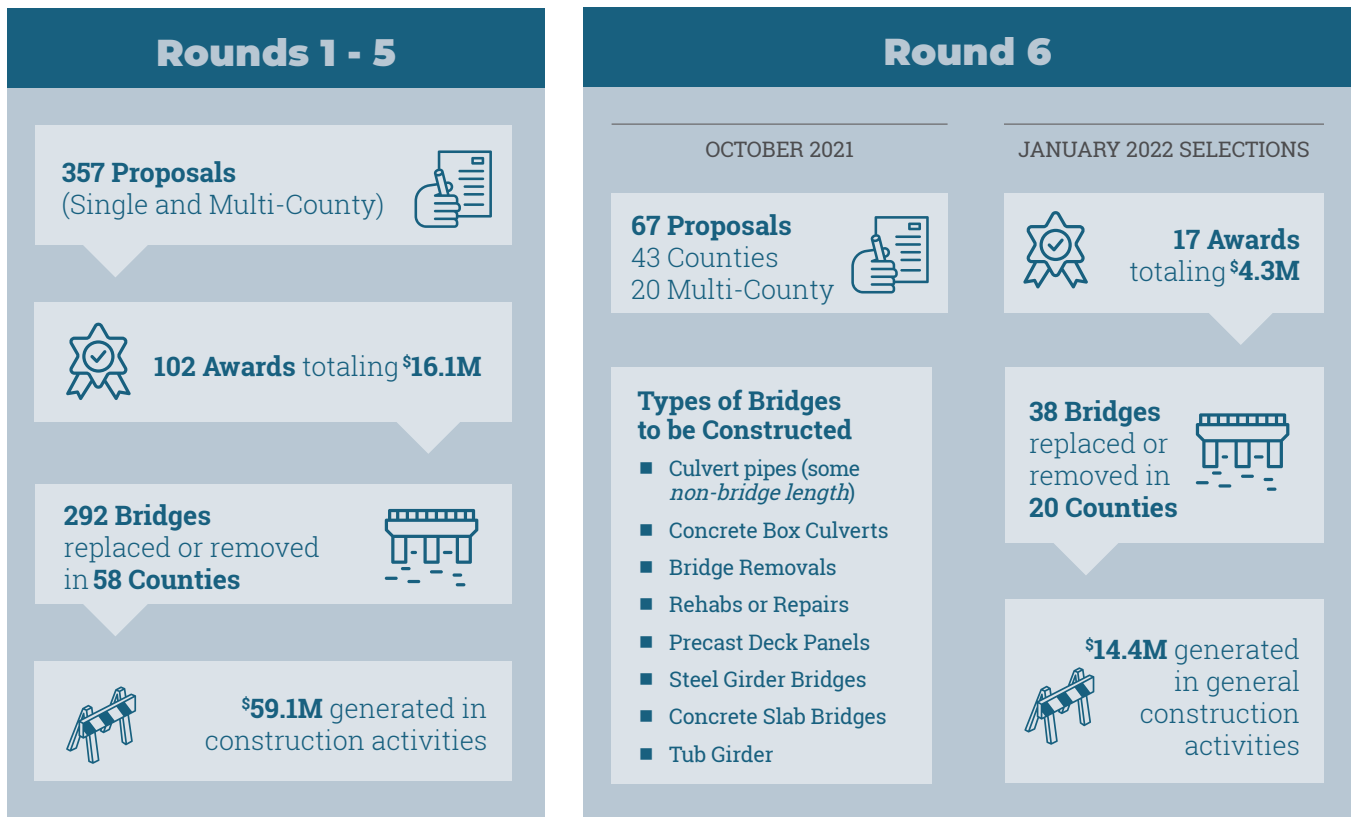 Rounds 1 - 5
357 Proposals
(Single and Multi-County)
102 Awards totaling $16.1M
292 Bridges
replaced or removed
in 58 Counties
$59.1M generated in
construction activities
Round 6
OCTOBER 2021
67 Proposals
43 Counties
20 Multi-County
Types of Bridges
to be Constructed
■ Culvert pipes (some
non-bridge length)
■ Concrete Box Culverts
■ Bridge Removals
■ Rehabs or Repairs
■ Precast Deck Panels
■ Steel Girder Bridges
■ Concrete Slab Bridges
■ Tub Girder
JANUARY 2022 SELECTIONS
17 Awards
totaling $4.3M
38 Bridges
replaced or
removed in
20 Counties
$14.4M generated
in general
construction
activities